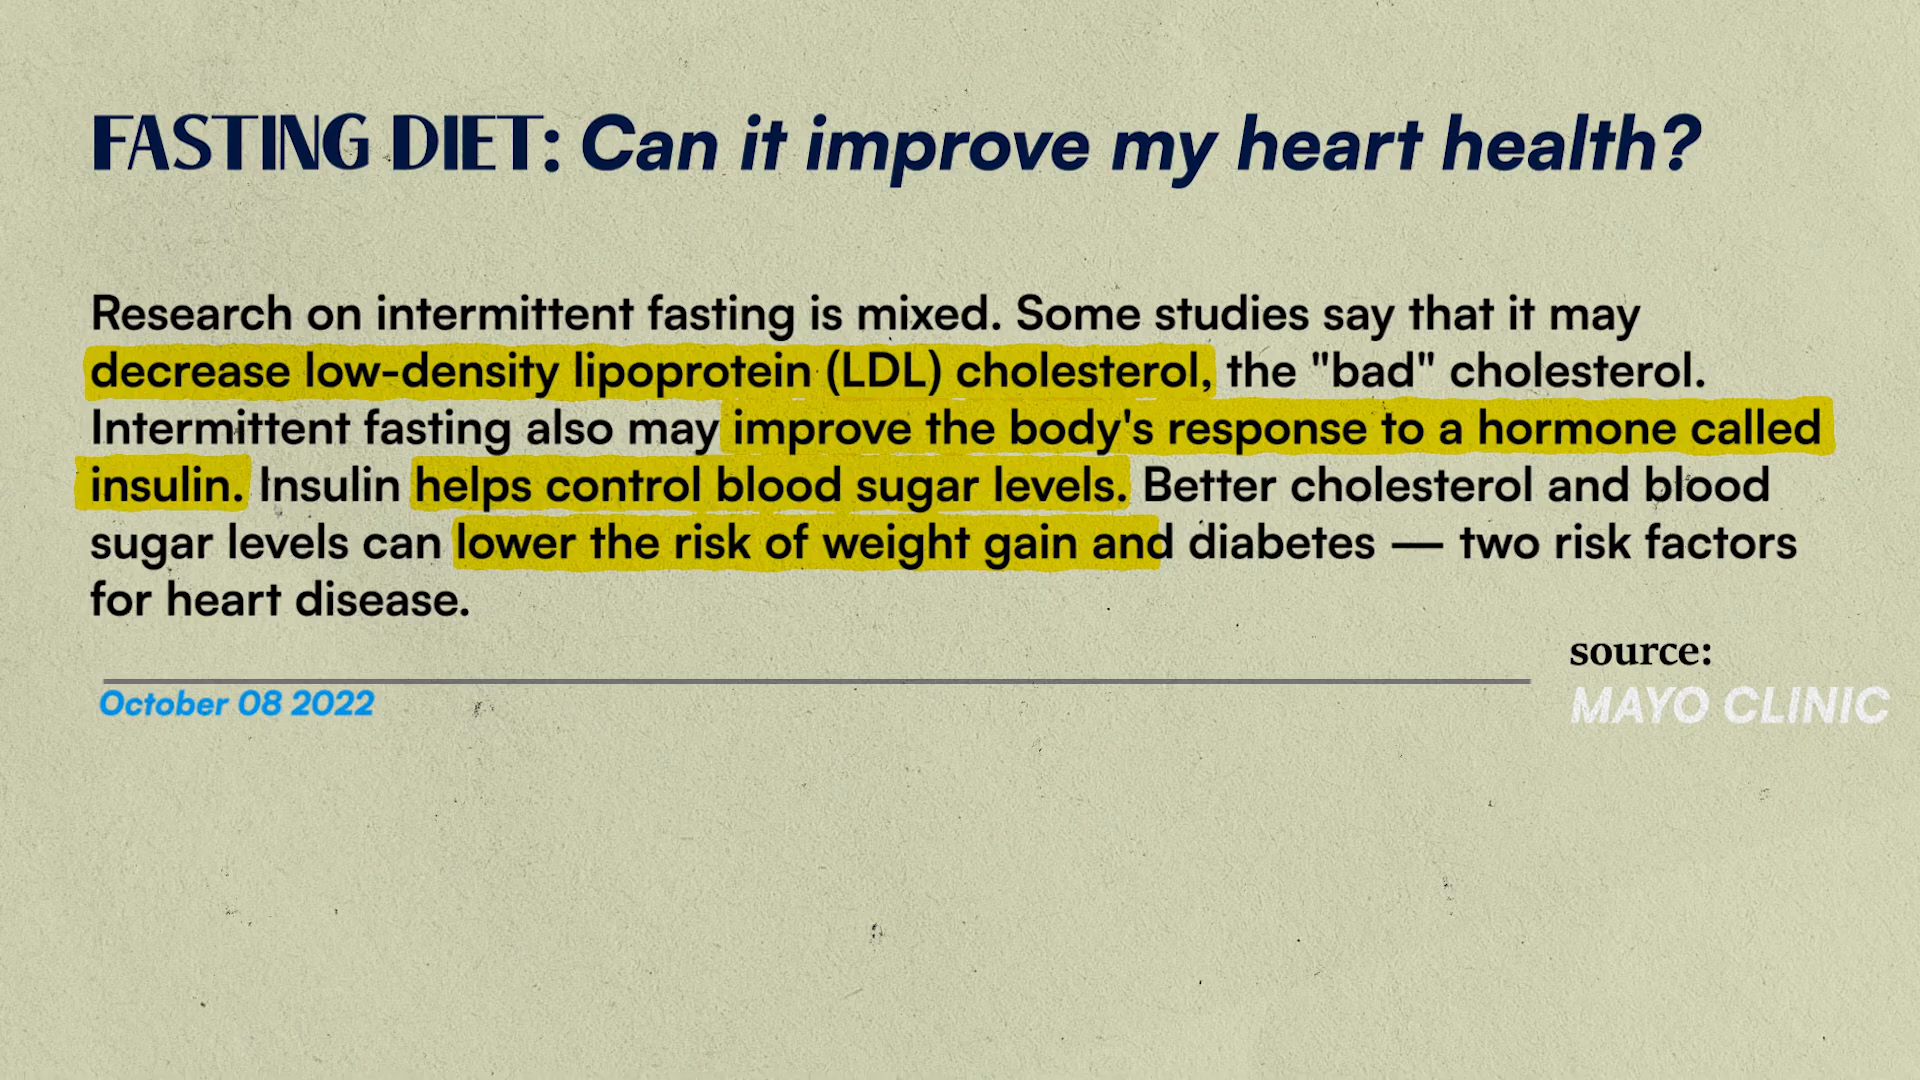 FASTING DIET: Can it improve my heart health?
Research on intermittent fasting is mixed. Some studies say that it may
decrease low-density lipoprotein (LDL) cholesterol, the "bad" cholesterol.
Intermittent fasting also may improve the body's response to a hormone called
insulin. Insulin helps control blood sugar levels. Better cholesterol and blood
sugar levels can lower the risk of weight gain and diabetes — two risk factors
for heart disease.
source:
October 08 2022
MAYO CLINIC